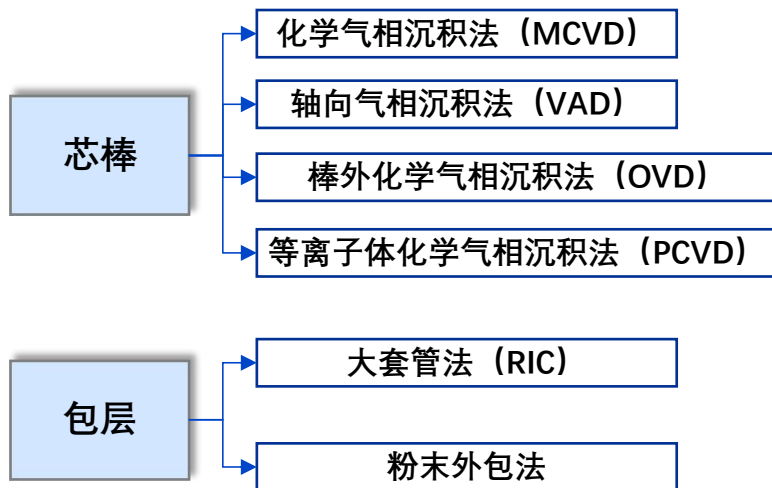 芯棒
化学气相沉积法（MCVD）
轴向气相沉积法（VAD）
棒外化学气相沉积法（OVD）
等离子体化学气相沉积法（PCVD）
包层
大套管法（RIC）
粉末外包法